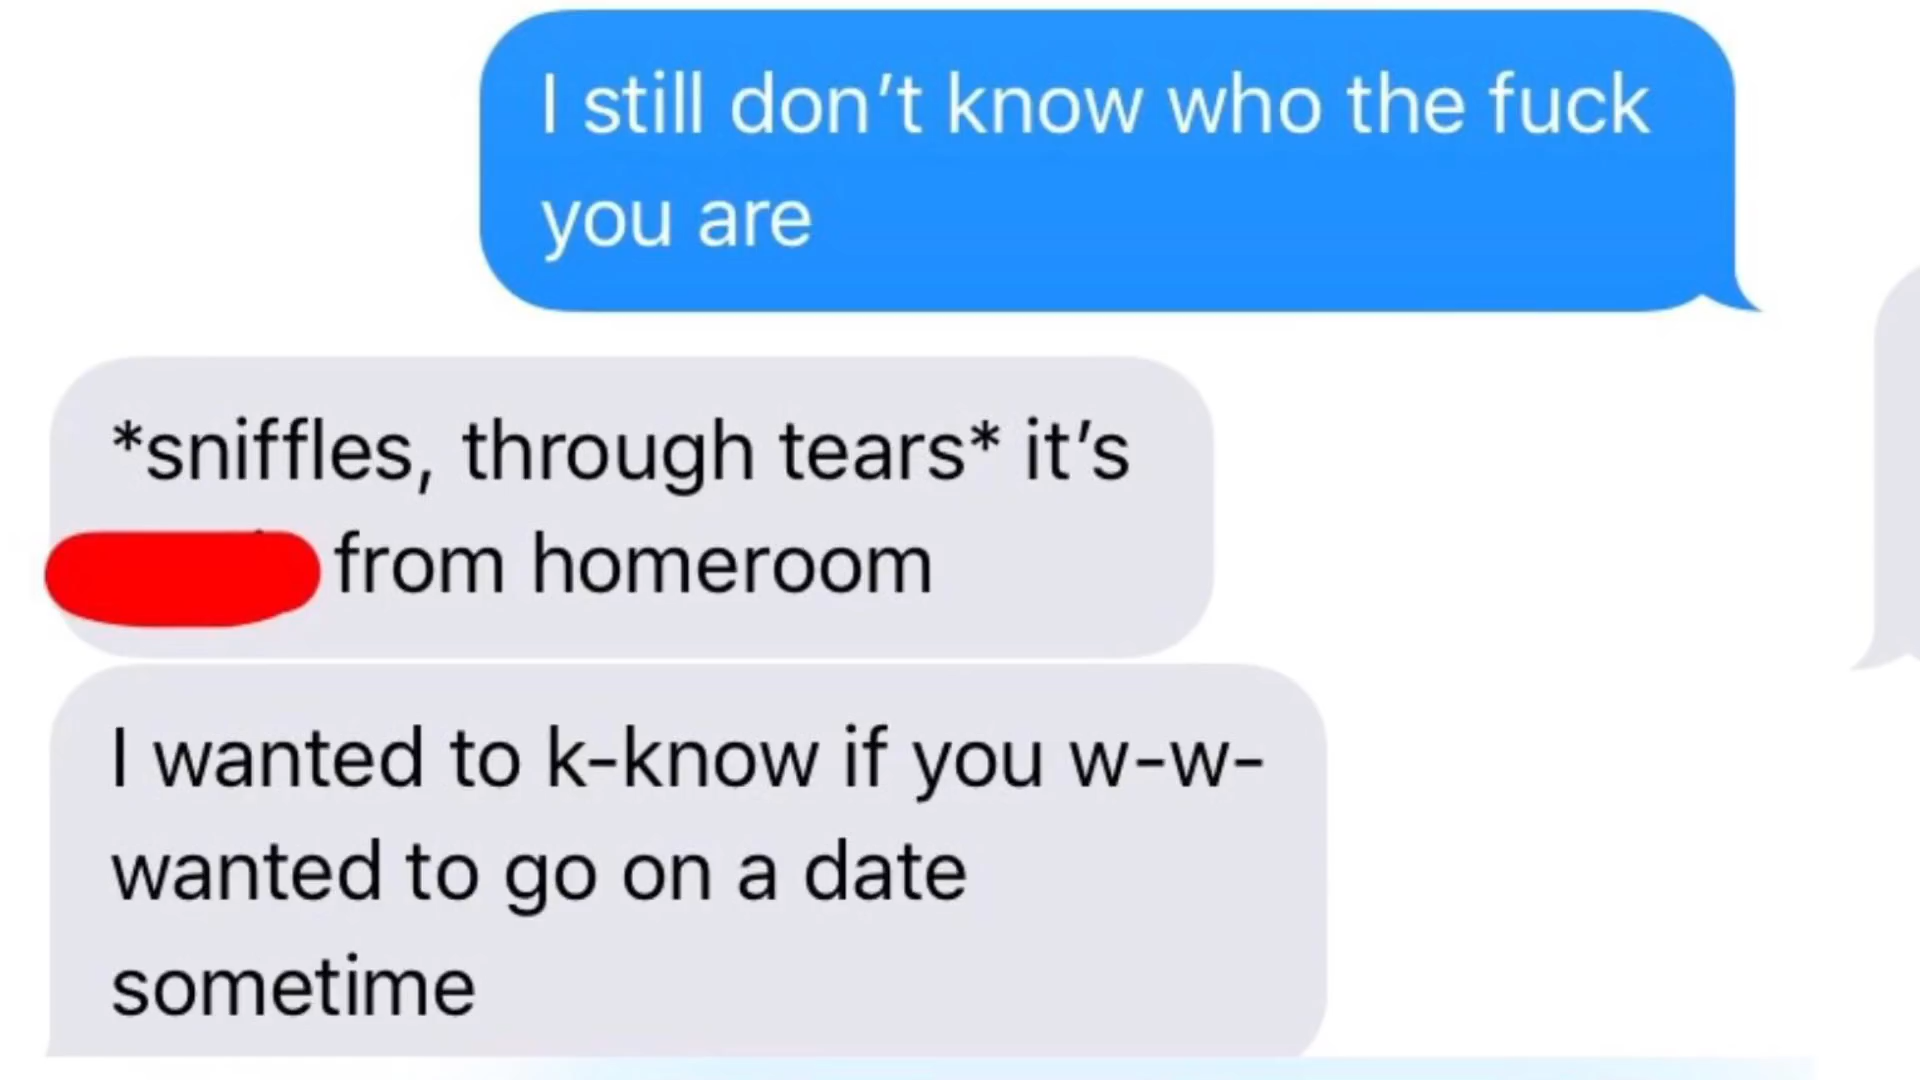 I still don't know who the fuck
you are
*sniffles, through tears* it's
from homeroom
I wanted to k-know if you w-w-
wanted to go on a date
sometime